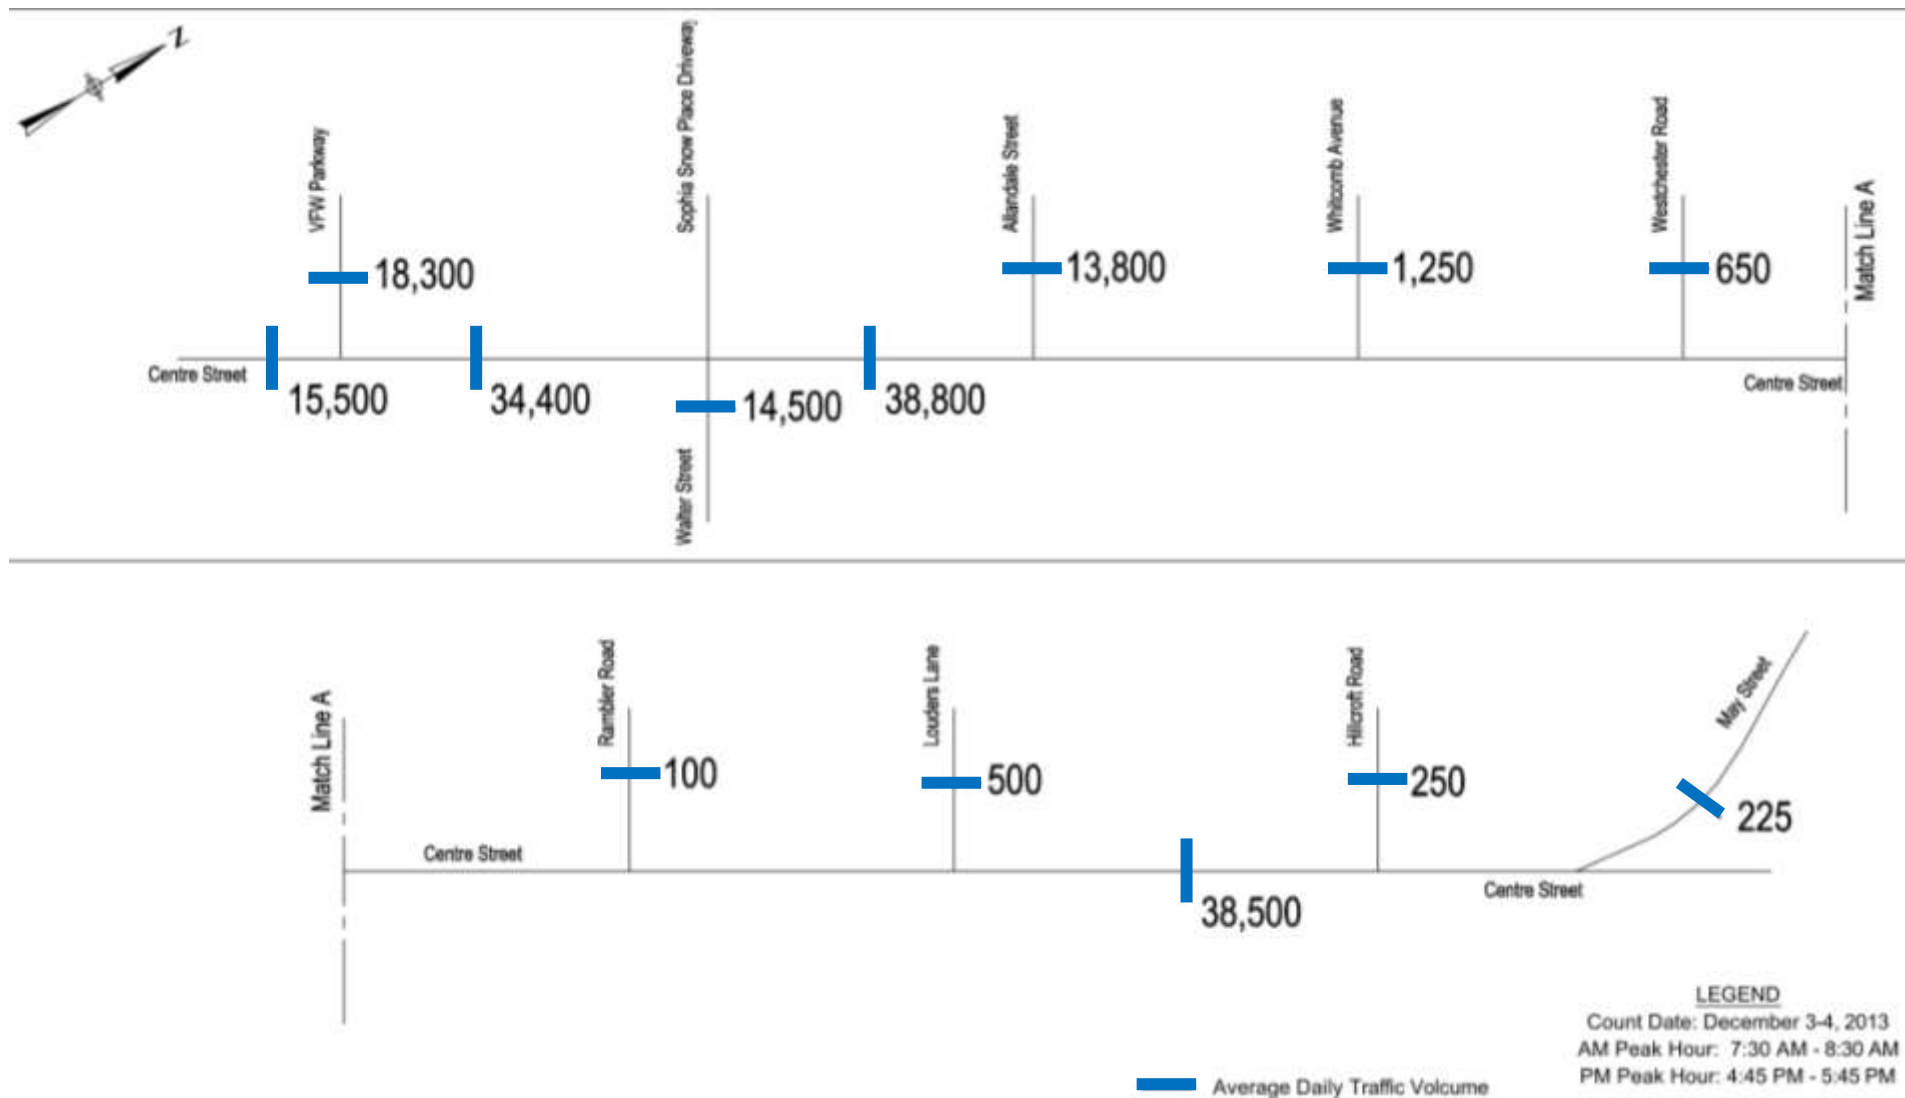 Z
VFW Parkway
Sophia Snow Place Driveway
Allandale Street
Whitcomb Avenue
Westchester Road
Match Line A
18,300
13,800
1,250
650
Centre Street
15,500
34,400
14,500
38,800
Centre Street
Walter Street
Match Line A
Rambler Road
Louders Lane
Hillcroft Road
May Street
100
500
250
225
Centre Street
Centre Street
38,500
LEGEND
Count Date: December 3-4, 2013
AM Peak Hour: 7:30 AM - 8:30 AM
PM Peak Hour: 4:45 PM - 5:45 PM
Average Daily Traffic Volcume